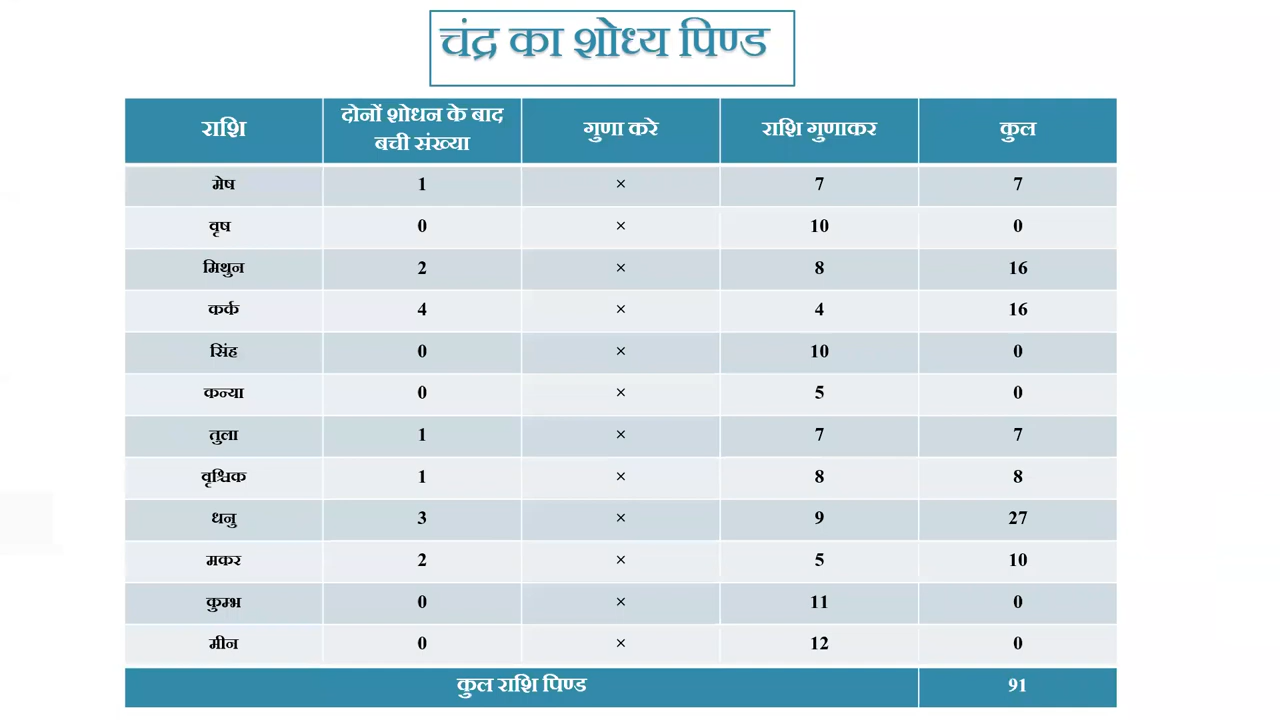 चंद्र का शोध्य पिण्ड
राशि दोनों शोधन के बाद बची संख्या गुणा करे राशि गुणाकर कुल
मेष 1 × 7 7
वृष 0 × 10 0
मिथुन 2 × 8 16
कर्क 4 × 4 16
सिंह 0 × 10 0
कन्या 0 × 5 0
तुला 1 × 7 7
वृश्चिक 1 × 8 8
धनु 3 × 9 27
मकर 2 × 5 10
कुम्भ 0 × 11 0
मीन 0 × 12 0
कुल राशि पिण्ड 91